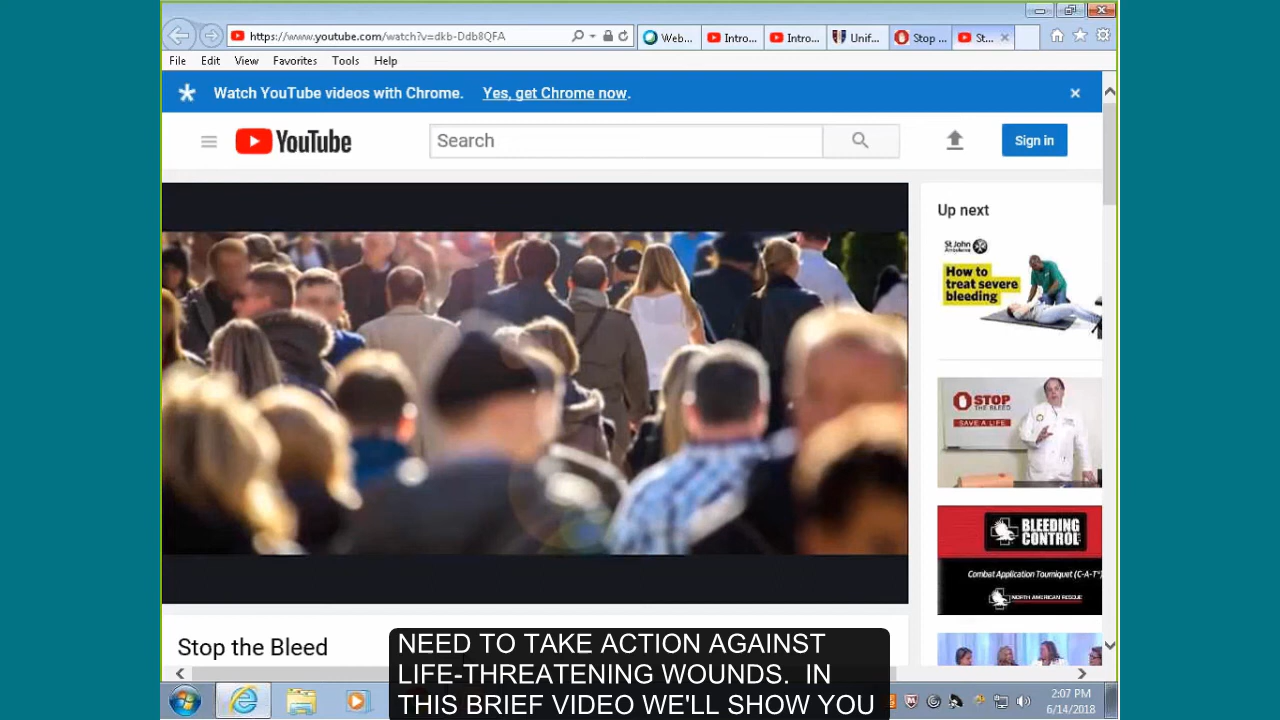 https://www.youtube.com/watch?v=dkb-Ddb8QFA
Web...
Intro...
Intro...
Unif...
Stop ...
St...
File Edit View Favorites Tools Help
Watch YouTube videos with Chrome. Yes, get Chrome now.
YouTube
Search
Sign in
Up next
St John
Ambulance
How to
treat severe
bleeding
STOP
THE BLEED
SAVE A LIFE
BLEEDING
CONTROL
Combat Application Tourniquet (C-A-T®)
NORTH AMERICAN RESCUE
Stop the Bleed
NEED TO TAKE ACTION AGAINST
LIFE-THREATENING WOUNDS. IN
THIS BRIEF VIDEO WE'LL SHOW YOU
2:07 PM
6/14/2018